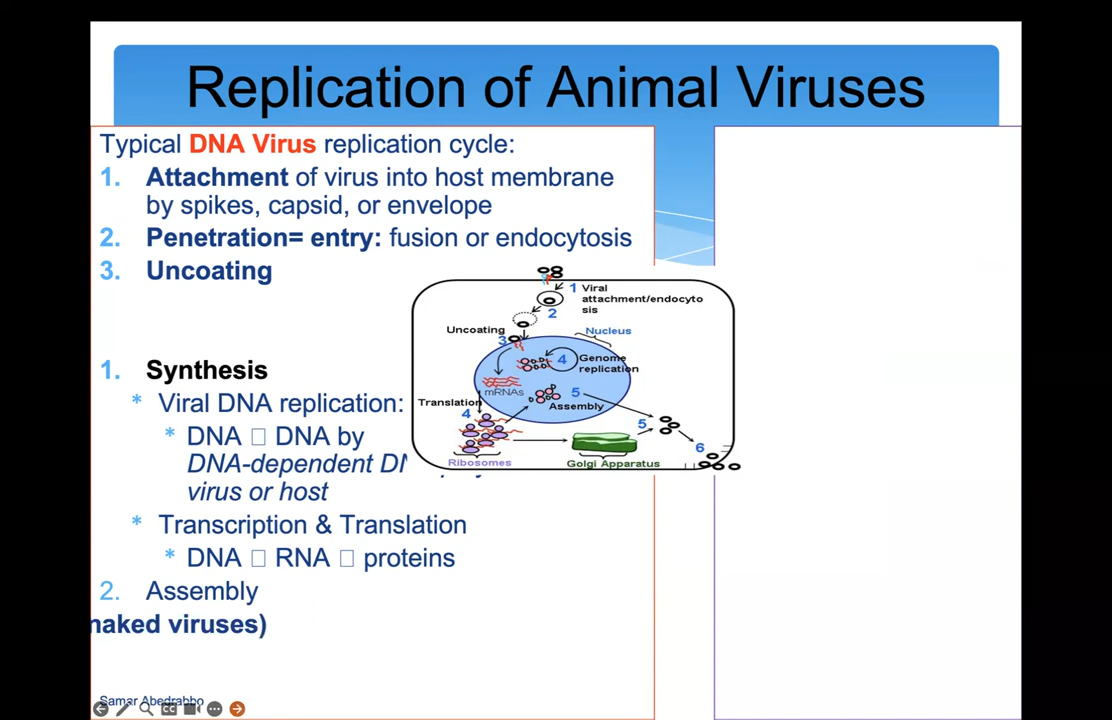 Replication of Animal Viruses
Typical DNA Virus replication cycle:
1. Attachment of virus into host membrane
by spikes, capsid, or envelope
2. Penetration= entry: fusion or endocytosis
3. Uncoating
1. Synthesis
* Viral DNA replication:
* DNA □ DNA by
DNA-dependent
virus or host
* Transcription & Translation
* DNA □ RNA □ proteins
2. Assembly
naked viruses)
1 Viral
attachment/endocyto
sis
2
Uncoating
3
Nucleus
4 Genome
replication
mRNAs
5
Assembly
Translation
4
5
6
Ribosomes
Golgi Apparatus
Samar Abedrabbo
CC